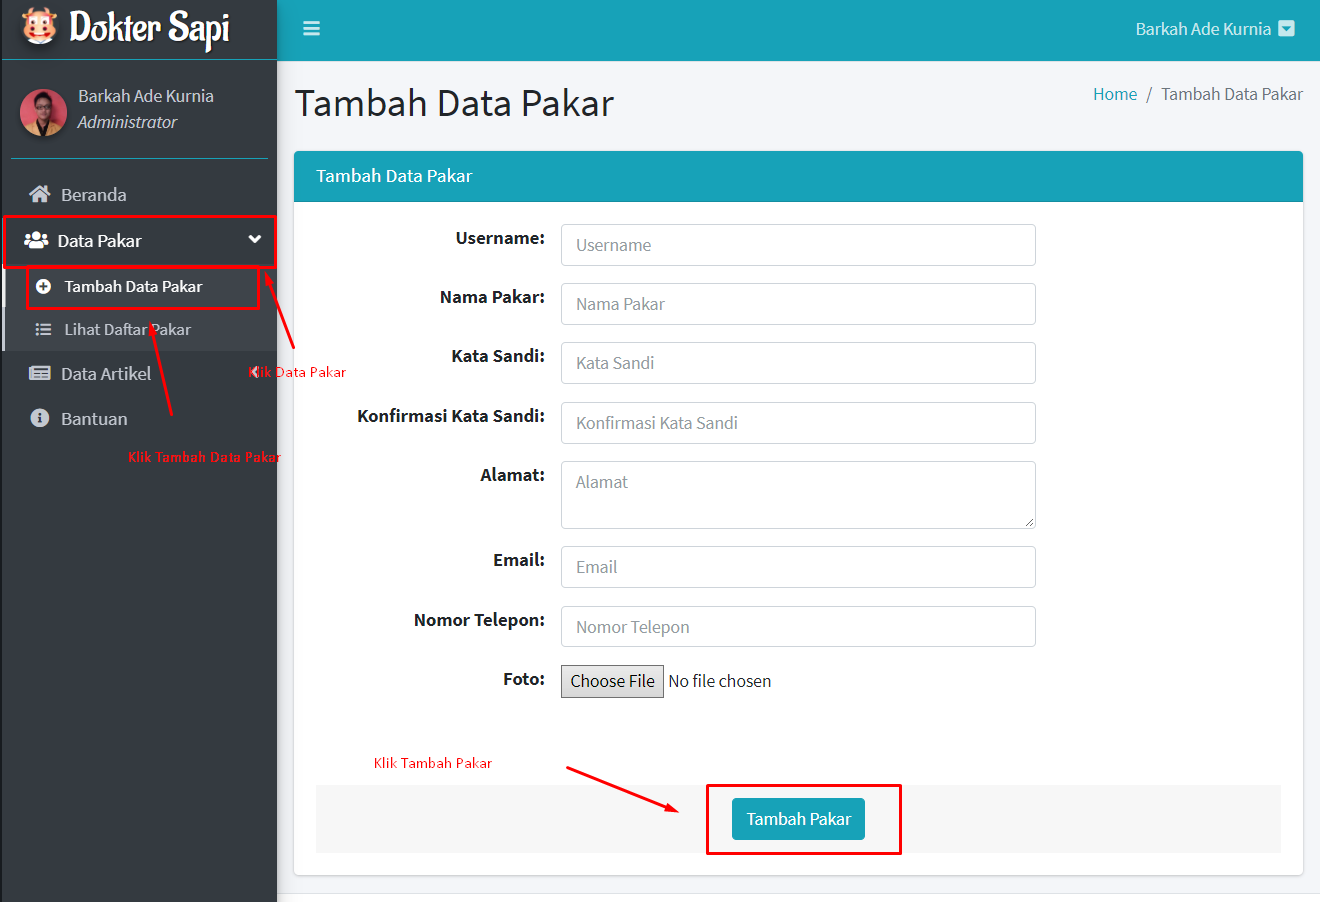 Dokter Sapi
Barkah Ade Kurnia
Barkah Ade Kurnia
Administrator
Beranda
Data Pakar
Tambah Data Pakar
Lihat Daftar Pakar
Data Artikel
Klik Data Pakar
Bantuan
Klik Tambah Data Pakar
Tambah Data Pakar
Home / Tambah Data Pakar
Tambah Data Pakar
Username: Username
Nama Pakar: Nama Pakar
Kata Sandi: Kata Sandi
Konfirmasi Kata Sandi: Konfirmasi Kata Sandi
Alamat: Alamat
Email: Email
Nomor Telepon: Nomor Telepon
Foto: Choose File No file chosen
Klik Tambah Pakar
Tambah Pakar